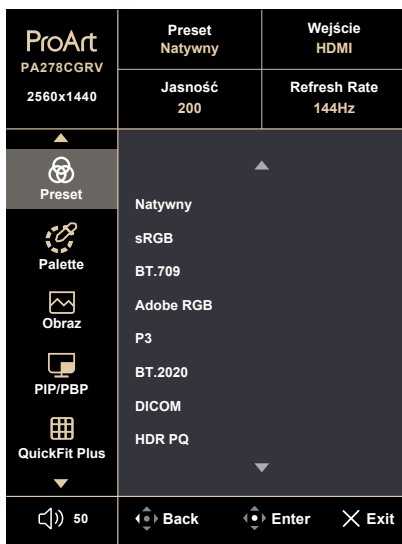 ProArt
PA278CGRV
2560x1440
Preset
Natywny
Wejście
HDMI
Jasność
200
Refresh Rate
144Hz
Preset
Palette
Obraz
PIP/PBP
QuickFit Plus
Natywny
sRGB
BT.709
Adobe RGB
P3
BT.2020
DICOM
HDR PQ
50
Back
Enter
Exit